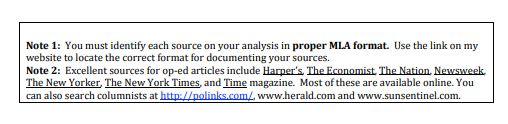 Note 1: You must identify each source on your analysis in proper MLA format. Use the link on my
website to locate the correct format for documenting your sources.
Note 2: Excellent sources for op-ed articles include Harper's, The Economist, The Nation, Newsweek,
The New Yorker, The New York Times, and Time magazine. Most of these are available online. You
can also search columnists at http://polinks.com/, www.herald.com and www.sunsentinel.com.